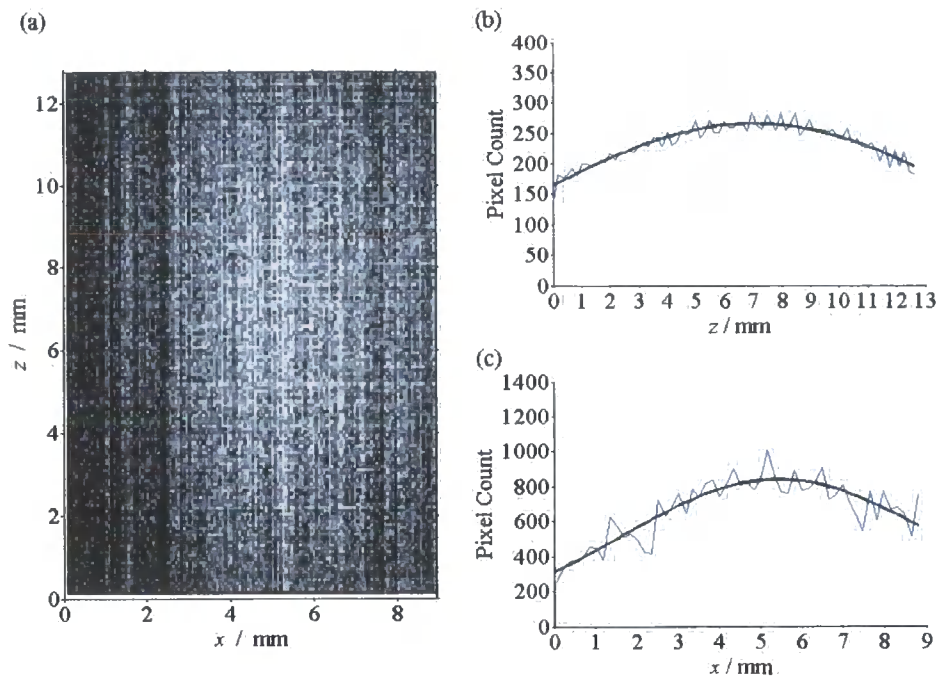 (a)
12
10
8
6
4
2
0
z / mm
0 2 4 6 8
x / mm
(b)
400
350
300
250
200
150
100
50
0
Pixel Count
0 1 2 3 4 5 6 7 8 9 10 11 12 13
z / mm
(c)
1400
1200
1000
800
600
400
200
0
Pixel Count
0 1 2 3 4 5 6 7 8 9
x / mm